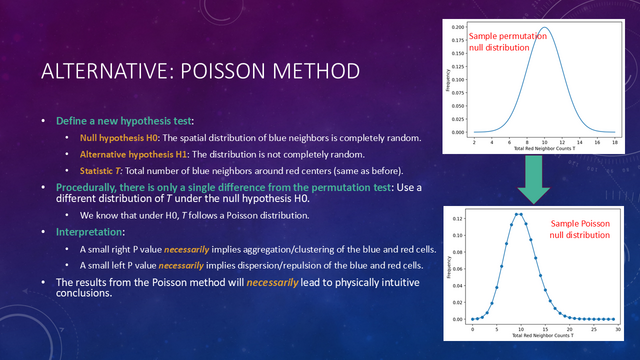 ALTERNATIVE: POISSON METHOD
• Define a new hypothesis test:
• Null hypothesis H0: The spatial distribution of blue neighbors is completely random.
• Alternative hypothesis H1: The distribution is not completely random.
• Statistic T: Total number of blue neighbors around red centers (same as before).
• Procedurally, there is only a single difference from the permutation test: Use a
different distribution of T under the null hypothesis H0.
• We know that under H0, T follows a Poisson distribution.
• Interpretation:
• A small right P value necessarily implies aggregation/clustering of the blue and red cells.
• A small left P value necessarily implies dispersion/repulsion of the blue and red cells.
• The results from the Poisson method will necessarily lead to physically intuitive
conclusions.
Sample permutation
null distribution
0.200
0.175
0.150
0.125
0.100
0.075
0.050
0.025
0.000
Frequency
2 4 6 8 10 12 14 16 18
Total Red Neighbor Counts T
Sample Poisson
null distribution
0.12
0.10
0.08
0.06
0.04
0.02
0.00
Frequency
0 5 10 15 20 25 30
Total Red Neighbor Counts T